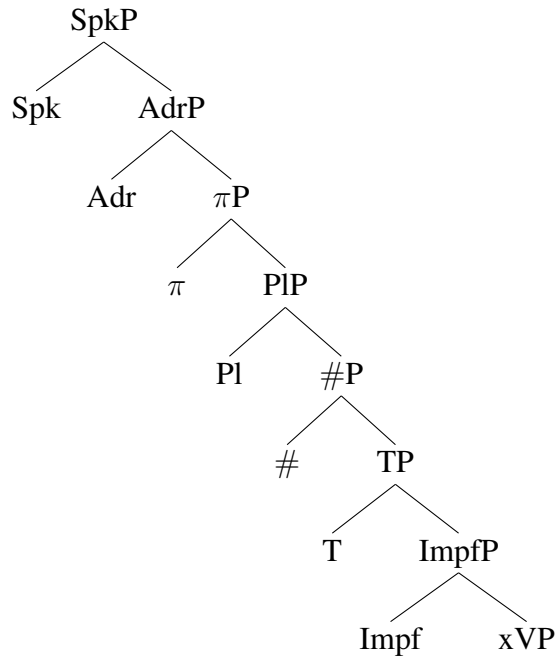 SpkP
Spk AdrP
Adr πP
π PlP
Pl #P
# TP
T ImpfP
Impf xVP